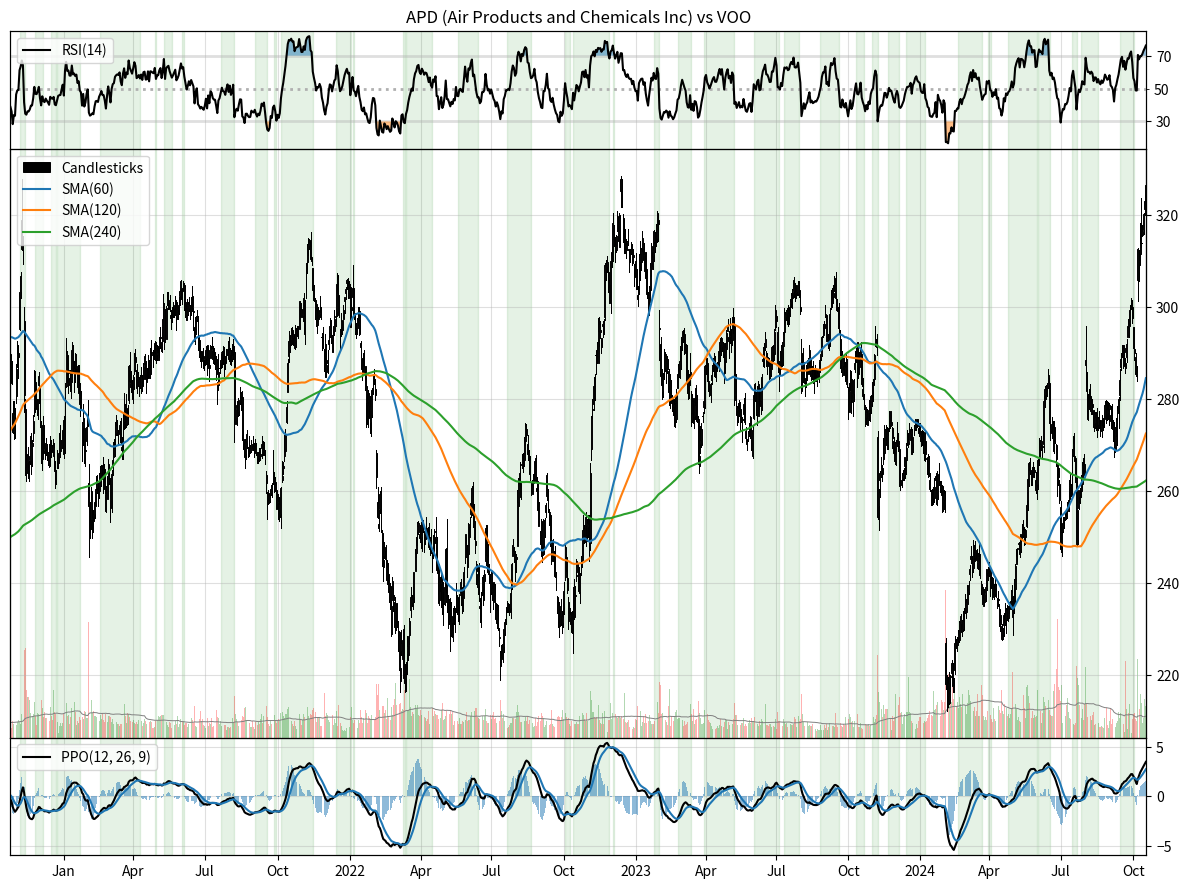 APD (Air Products and Chemicals Inc) vs VOO
RSI(14)
70
50
30
Candlesticks
SMA(60)
SMA(120)
SMA(240)
320
300
280
260
240
220
PPO(12, 26, 9)
5
0
−5
Jan Apr Jul Oct 2022 Apr Jul Oct 2023 Apr Jul Oct 2024 Apr Jul Oct